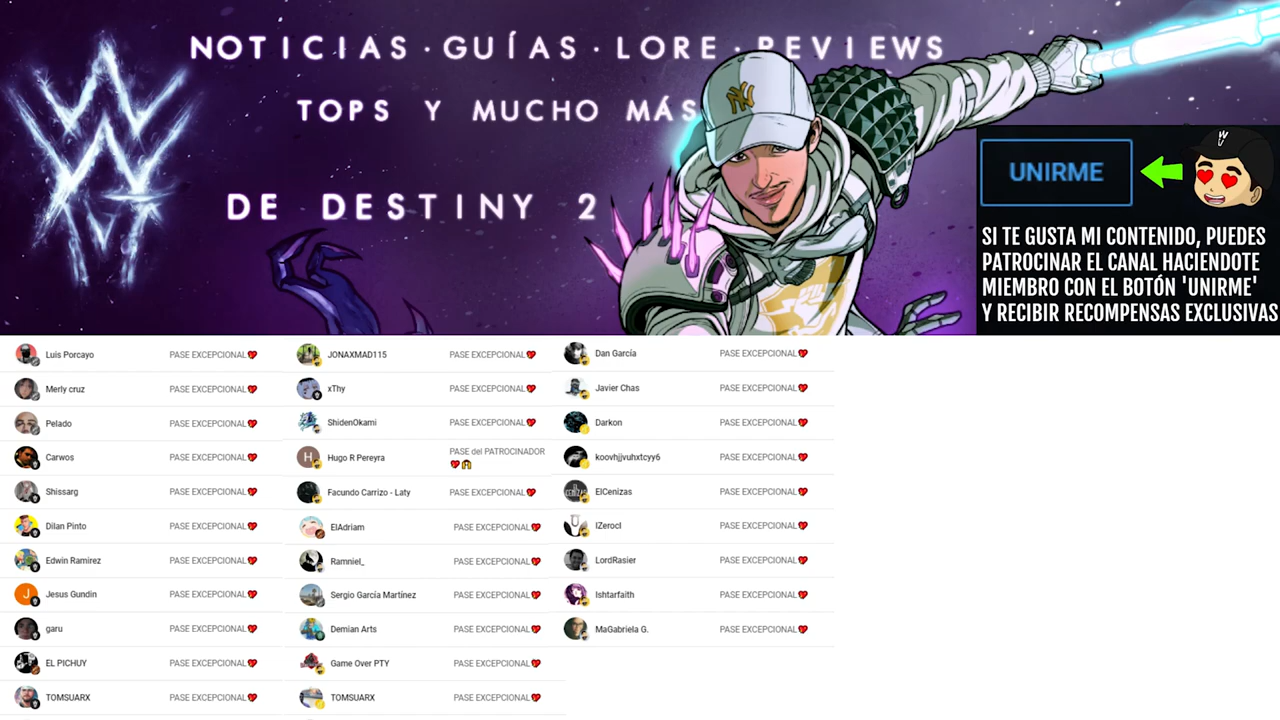 NOTICIAS · GUÍAS · LORE · REVIEWS
TOPS Y MUCHO MÁS
DE DESTINY 2
UNIRME
SI TE GUSTA MI CONTENIDO, PUEDES
PATROCINAR EL CANAL HACIENDOTE
MIEMBRO CON EL BOTÓN 'UNIRME'
Y RECIBIR RECOMPENSAS EXCLUSIVAS
Luis Porcayo PASE EXCEPCIONAL
Merly cruz PASE EXCEPCIONAL
Pelado PASE EXCEPCIONAL
Carwos PASE EXCEPCIONAL
Shissarg PASE EXCEPCIONAL
Dilan Pinto PASE EXCEPCIONAL
Edwin Ramirez PASE EXCEPCIONAL
J Jesus Gundin PASE EXCEPCIONAL
garu PASE EXCEPCIONAL
EL PICHUY PASE EXCEPCIONAL
TOMSUARX PASE EXCEPCIONAL
JONAXMAD115 PASE EXCEPCIONAL
xThy PASE EXCEPCIONAL
ShidenOkami PASE EXCEPCIONAL
H Hugo R Pereyra PASE del PATROCINADOR
Facundo Carrizo - Laty PASE EXCEPCIONAL
ElAdriam PASE EXCEPCIONAL
Ramniel_ PASE EXCEPCIONAL
Sergio García Martínez PASE EXCEPCIONAL
Demian Arts PASE EXCEPCIONAL
Game Over PTY PASE EXCEPCIONAL
TOMSUARX PASE EXCEPCIONAL
Dan García PASE EXCEPCIONAL
Javier Chas PASE EXCEPCIONAL
Darkon PASE EXCEPCIONAL
koovhjjvuhxtcyy6 PASE EXCEPCIONAL
ElCenizas PASE EXCEPCIONAL
IZerocI PASE EXCEPCIONAL
LordRasier PASE EXCEPCIONAL
Ishtarfaith PASE EXCEPCIONAL
MaGabriela G. PASE EXCEPCIONAL